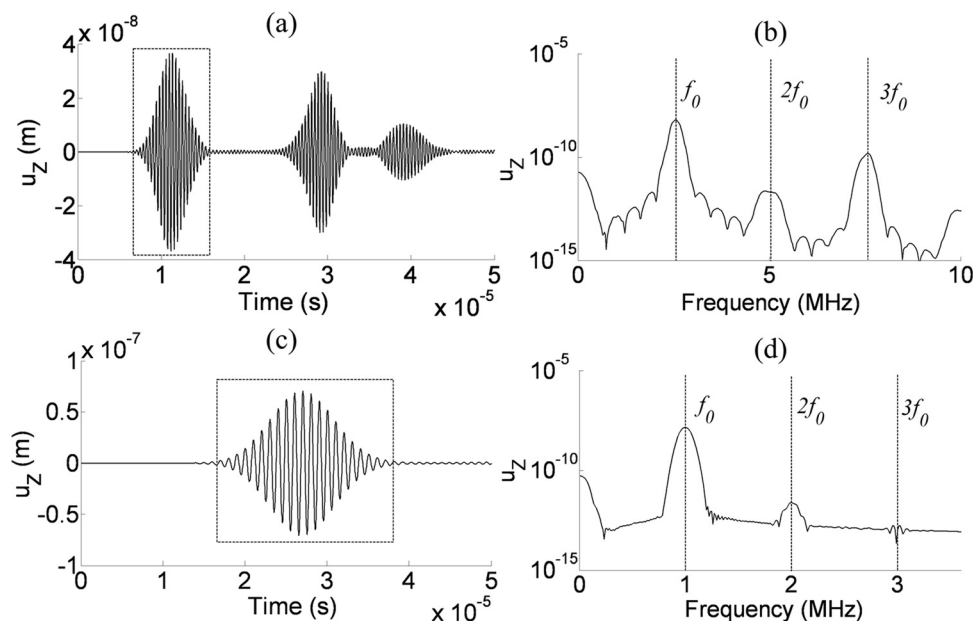 (a)
4 x 10^-8
2
0
-2
-4
u_Z (m)
0 1 2 3 4 5
Time (s)
x 10^-5
(b)
10^-5
10^-10
10^-15
u_Z
f_0
2f_0
3f_0
0 5 10
Frequency (MHz)
(c)
1 x 10^-7
0.5
0
-0.5
-1
u_Z (m)
0 1 2 3 4 5
Time (s)
x 10^-5
(d)
10^-5
10^-10
10^-15
u_Z
f_0
2f_0
3f_0
0 1 2 3
Frequency (MHz)